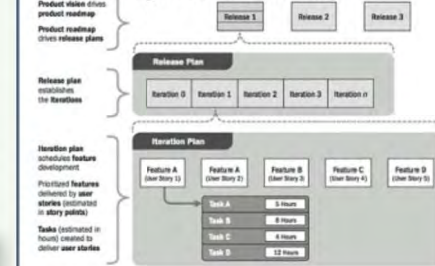 Product vision drives
product roadmap
Product roadmap
drives release plans
Release 1
Release 2
Release 3
Release Plan
Release plan
establishes
the iterations
Iteration 0
Iteration 1
Iteration 2
Iteration 3
Iteration n
Iteration Plan
Iteration plan
schedules feature
development
Prioritized features
delivered by user
stories (estimated
in story points)
Tasks (estimated in
hours) created to
deliver user stories
Feature A
(User Story 1)
Feature A
(User Story 2)
Feature B
(User Story 3)
Feature C
(User Story 4)
Feature D
(User Story 5)
Task A
5 Hours
Task B
8 Hours
Task C
4 Hours
Task D
12 Hours